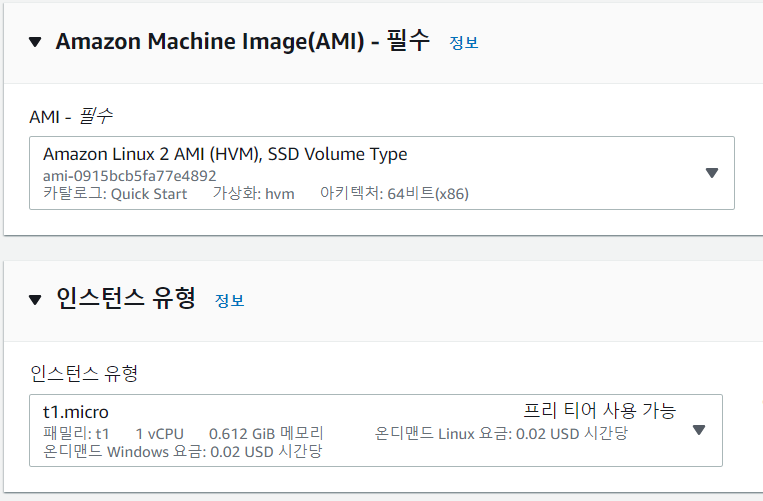 Amazon Machine Image(AMI) - 필수 정보
AMI - 필수
Amazon Linux 2 AMI (HVM), SSD Volume Type
ami-0915bcb5fa77e4892
카탈로그: Quick Start 가상화: hvm 아키텍처: 64비트(x86)
인스턴스 유형 정보
인스턴스 유형
t1.micro 프리 티어 사용 가능
패밀리: t1 1 vCPU 0.612 GiB 메모리 온디맨드 Linux 요금: 0.02 USD 시간당
온디맨드 Windows 요금: 0.02 USD 시간당